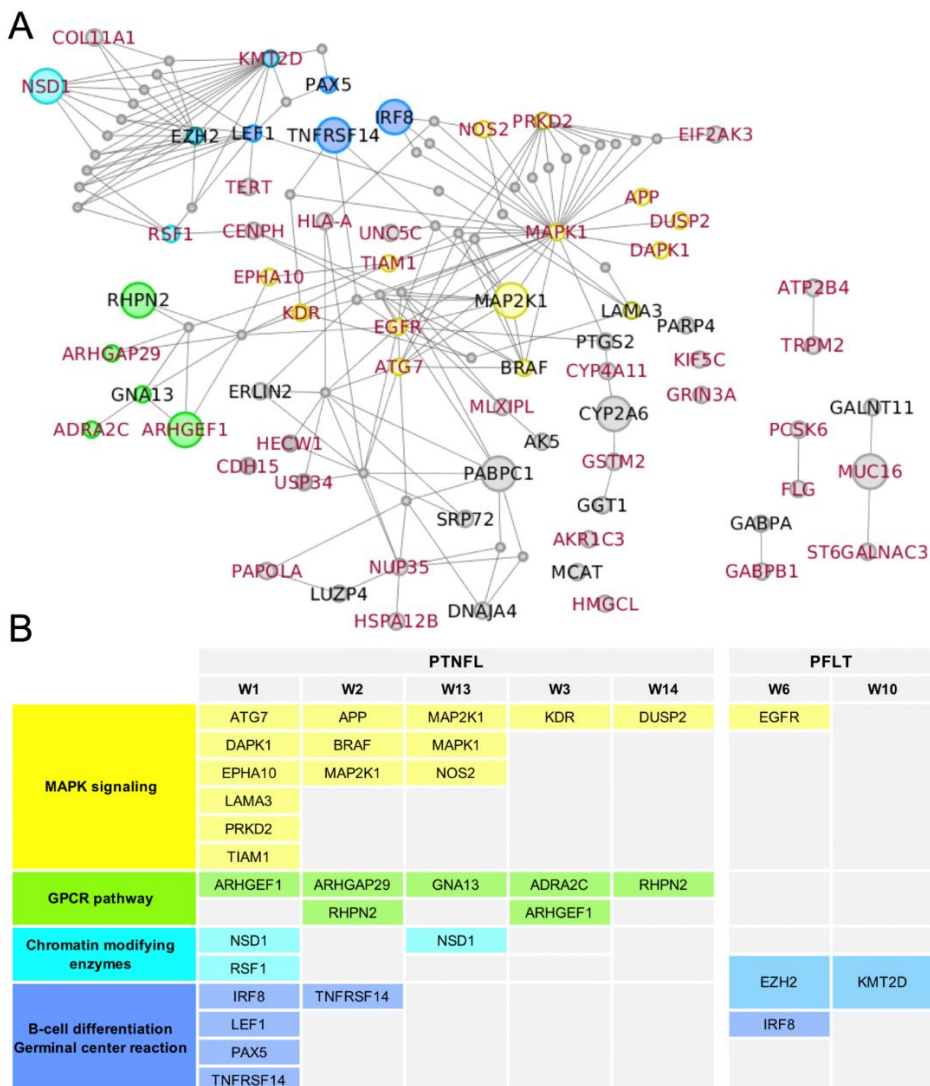 A
COL11A1
KMT2D
NSD1
PAX5
IRF8
NOS2
PRKD2
EZH2
LEF1
TNFRSF14
EIF2AK3
TERT
APP
HLA-A
DUSP2
RSF1
CENPH
UNC5C
MAPK1
DAPK1
TIAM1
EPHA10
ATP2B4
RHPN2
MAP2K1
KDR
LAMA3
EGFR
PARP4
ARHGAP29
PTGS2
TRPM2
KIF5C
ATG7
BRAF
CYP4A11
GNA13
ERLIN2
GRIN3A
MLXIPL
CYP2A6
GALNT11
ADRA2C
ARHGEF1
PCSK6
HECW1
AK5
CDH15
GSTM2
USP34
PABPC1
MUC16
FLG
GGT1
SRP72
GABPA
AKR1C3
ST6GALNAC3
PAPOLA
NUP35
MCAT
GABPB1
LUZP4
HMGCL
DNAJA4
HSPA12B
B
PTNFL PFLT
W1 W2 W13 W3 W14 W6 W10
MAPK signaling
ATG7 APP MAP2K1 KDR DUSP2 EGFR
DAPK1 BRAF MAPK1
EPHA10 MAP2K1 NOS2
LAMA3
PRKD2
TIAM1
GPCR pathway
ARHGEF1 ARHGAP29 GNA13 ADRA2C RHPN2
RHPN2 ARHGEF1
Chromatin modifying
enzymes
NSD1 NSD1
RSF1
EZH2 KMT2D
B-cell differentiation
Germinal center reaction
IRF8 TNFRSF14
LEF1 IRF8
PAX5
TNFRSF14